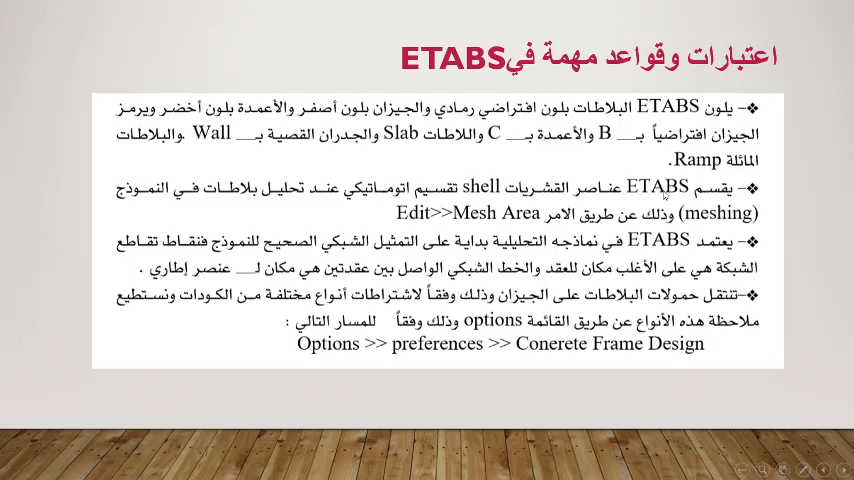 اعتبارات وقواعد مهمة فيETABS
❖– يلون ETABS البلاطات بلون افتراضي رمادي والجيزان بلون أصفر والأعمدة بلون أخضر ويرمز
الجيزان افتراضياً بــ B والأعمدة بــ C واللاطات Slab والجدران القصية بــ Wall والبلاطات
المائلة Ramp.
❖– يقسم ETABS عناصر القشريات shell تقسيم اتوماتيكي عند تحليل بلاطات في النموذج
(meshing) وذلك عن طريق الامر Edit>>Mesh Area
❖– يعتمد ETABS في نماذجه التحليلية بداية على التمثيل الشبكي الصحيح للنموذج فنقاط تقاطع
الشبكة هي على الأغلب مكان للعقد والخط الشبكي الواصل بين عقدتين هي مكان لــ عنصر إطاري .
❖–تنتقل حمولات البلاطات على الجيزان وذلك وفقاً لاشتراطات أنواع مختلفة من الكودات ونستطيع
ملاحظة هذه الأنواع عن طريق القائمة options وذلك وفقاً للمسار التالي :
Options >> preferences >> Conerete Frame Design